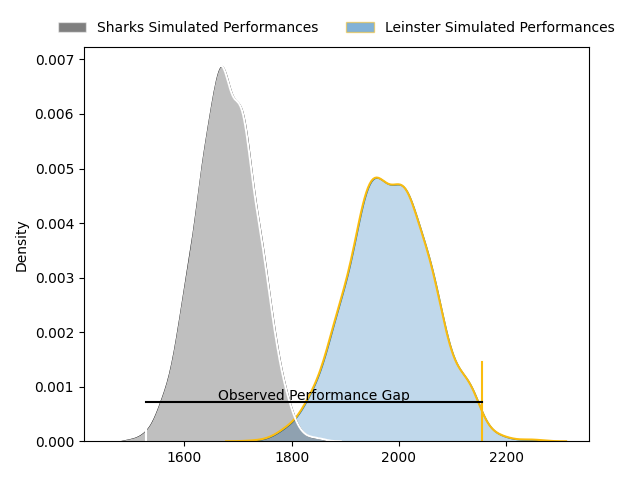 Sharks Simulated Performances Leinster Simulated Performances
0.007
0.006
0.005
0.004
0.003
0.002
0.001
0.000
Density
Observed Performance Gap
1600 1800 2000 2200